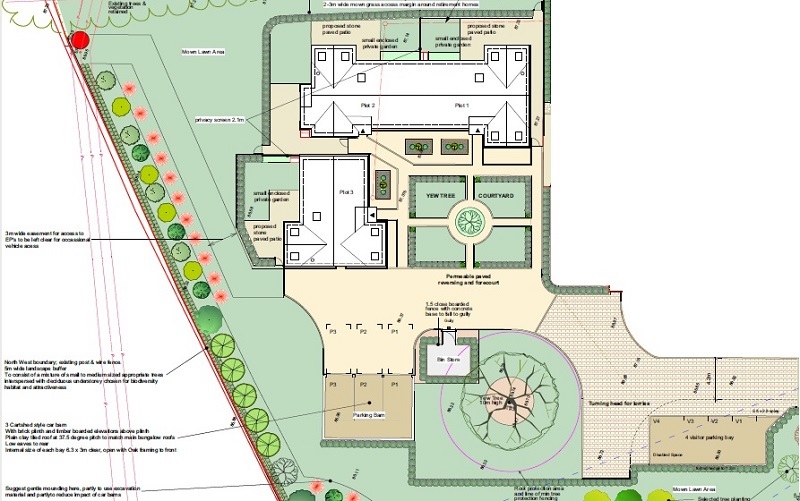 Existing trees &
vegetation
retained
2-3m wide mown grass access margin around retirement homes
proposed stone
paved patio
small enclosed
private garden
small enclosed
private garden
proposed stone
paved patio
Mown Lawn Area
Plot 2
Plot 1
privacy screen 2.1m
Plot 3
small enclosed
private garden
YEW TREE
COURTYARD
proposed
stone
paved patio
3m wide easement for access to
EPs to be left clear for occassional
vehicle acess
Permeable paved
reversing and forecourt
1.5 close boarded
fence with concrete
base to fall to gully
Gully
P3
P2
P1
Bin Store
North West boundary; existing post & wire fence
5m wide landscape buffer
To consist of a mixture of small to medium sized appropriate trees
Interspersed with deciduous understorey chosen for biodiversity
habitat and attractiveness
P3
P2
P1
Yew Tree
10m high
Turning head for lorries
Parking Barn
V4
V3
V2
V1
4 visitor parking bay
Disabled Space
3 Cartshed style car barn
With brick plinth and timber boarded elevations above plinth
Plain clay tiled roof at 37.5 degree pitch to match main bungalow roofs
Low eaves to rear
Internal size of each bay 6.3 x 3m clear, open with Oak framing to front
Suggest gentle mounding here, partly to use excavation
material and partly to reduce impact of car barns
Root protection area
and line of min tree
protection fencing
Mown Lawn Area
Selected tree planting